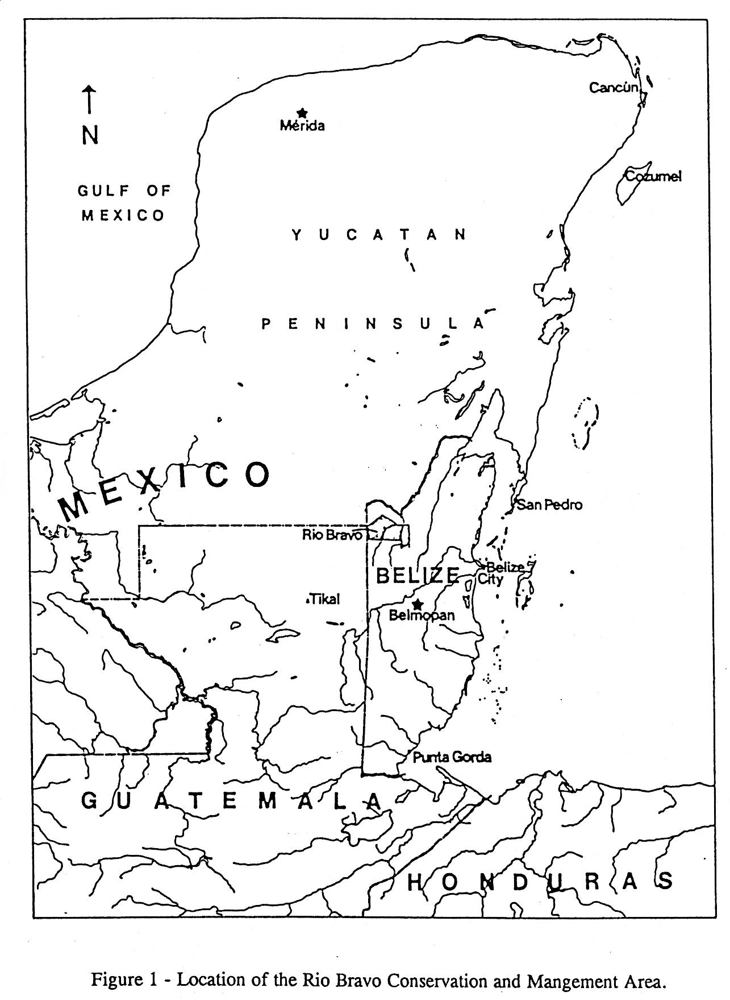 Cancún
Mérida
N
GULF OF
MEXICO
Cozumel
YUCATAN
PENINSULA
MEXICO
San Pedro
Rio Bravo
BELIZE
Belize
City
Tikal
Belmopan
Punta Gorda
GUATEMALA
HONDURAS
Figure 1 - Location of the Rio Bravo Conservation and Mangement Area.